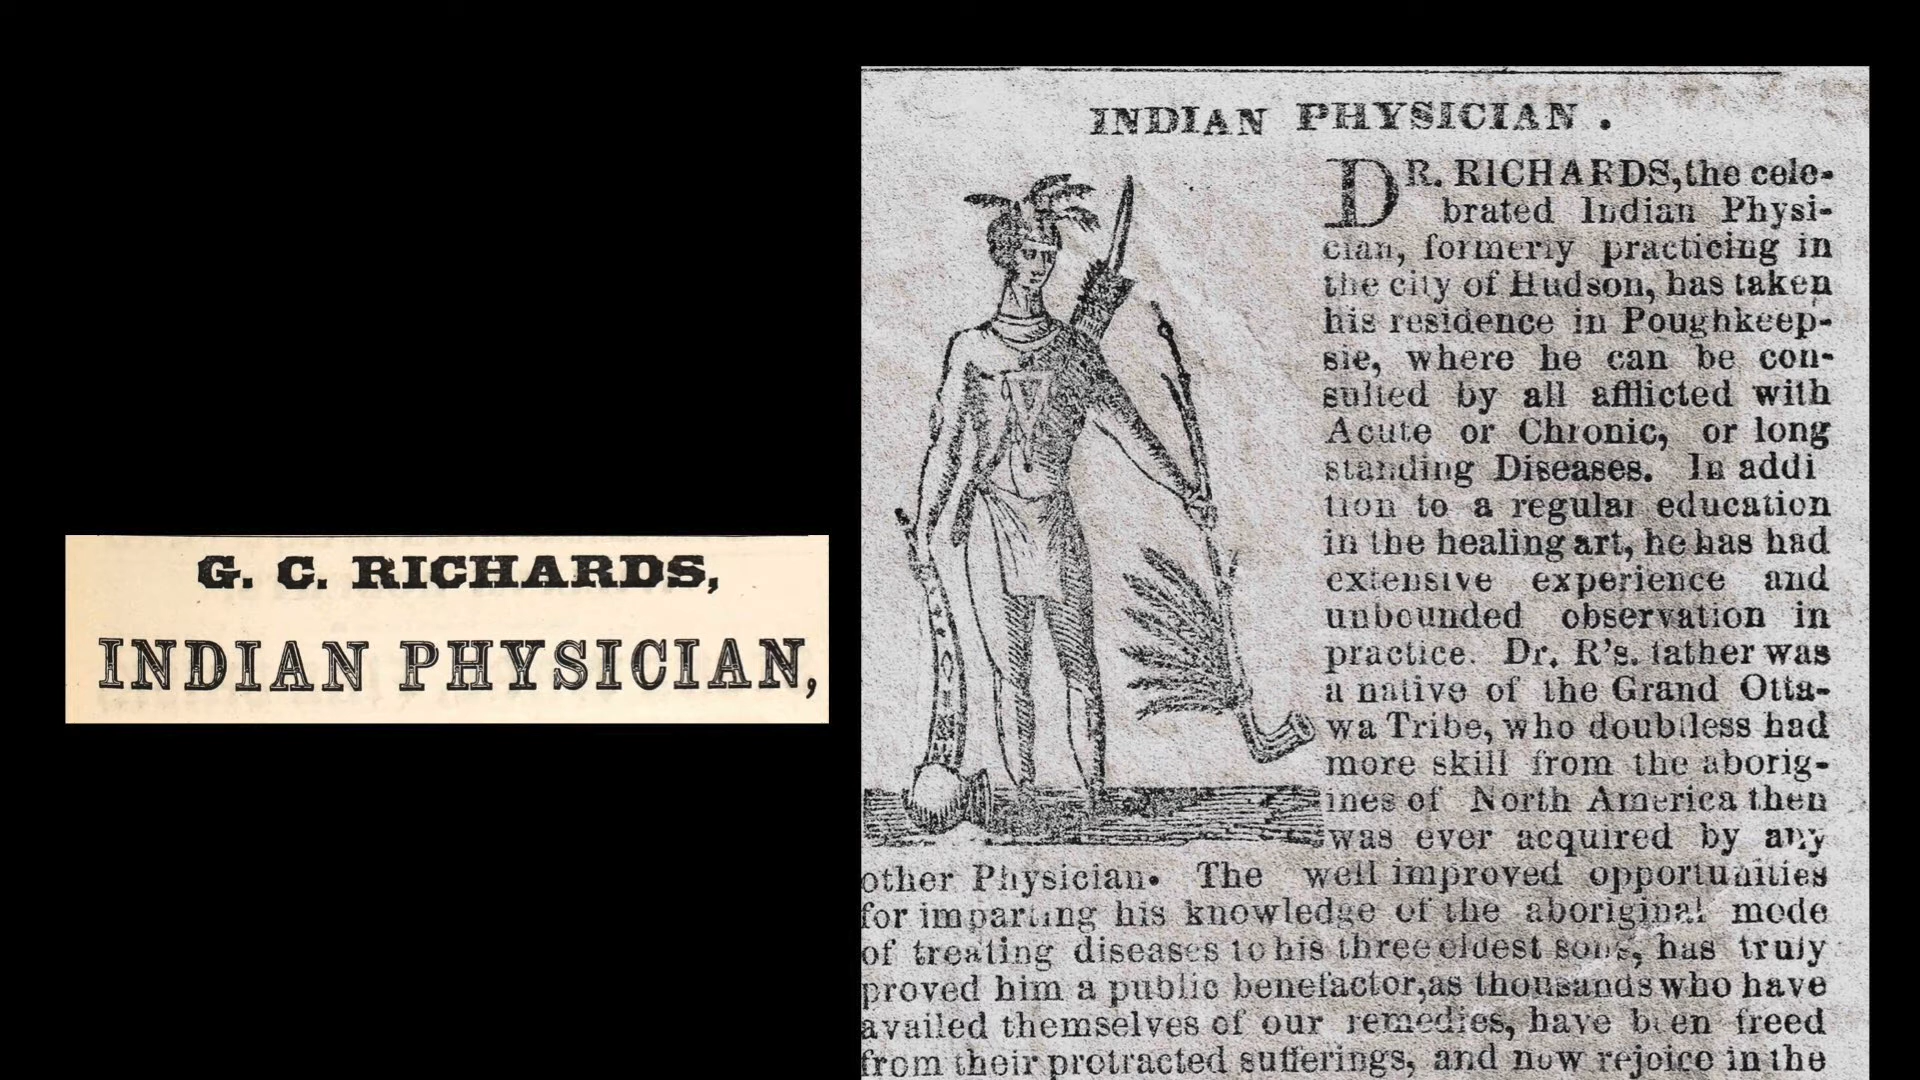 G. C. RICHARDS,
INDIAN PHYSICIAN,
INDIAN PHYSICIAN.
DR. RICHARDS, the cele-
brated Indian Physi-
cian, formerly practicing in
the city of Hudson, has taken
his residence in Poughkeep-
sie, where he can be con-
sulted by all afflicted with
Acute or Chronic, or long
standing Diseases. In addi
tion to a regular education
in the healing art, he has had
extensive experience and
unbounded observation in
practice. Dr. R's. father was
a native of the Grand Otta-
wa Tribe, who doubtless had
more skill from the aborig-
ines of North America then
was ever acquired by any
other Physician. The well improved opportunities
for imparting his knowledge of the aboriginal mode
of treating diseases to his three eldest sons, has truly
proved him a public benefactor, as thousands who have
availed themselves of our remedies, have been freed
from their protracted sufferings, and now rejoice in the